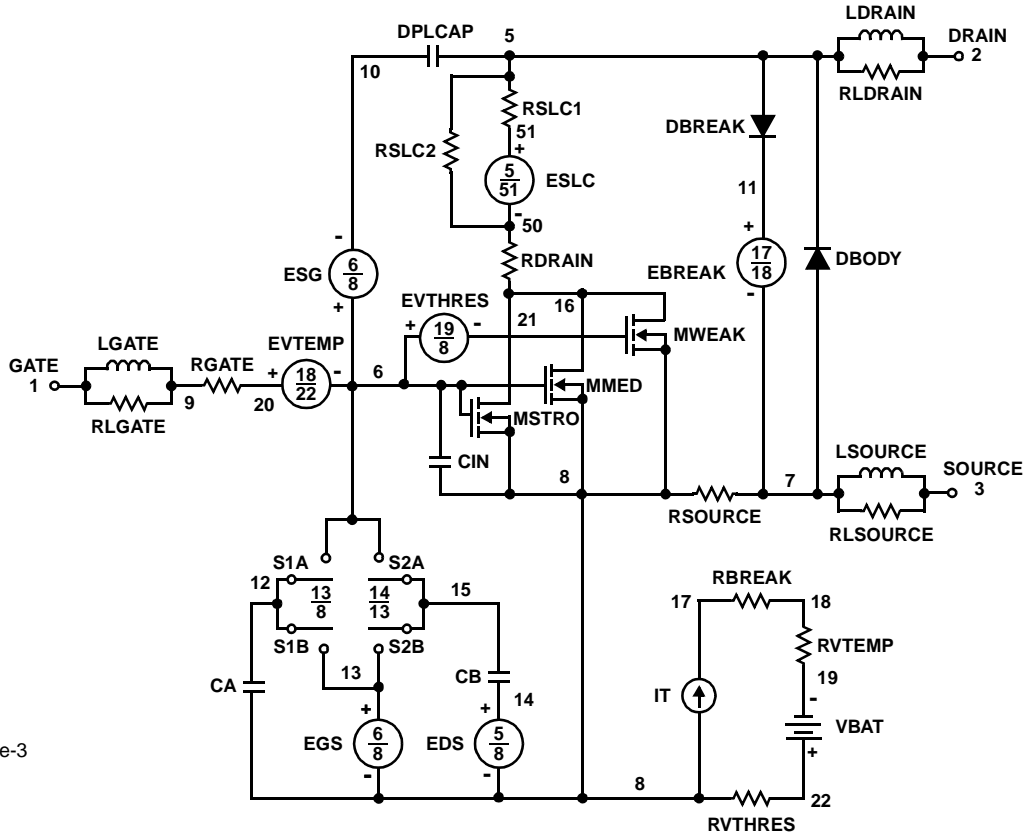 LDRAIN
DPLCAP
5
DRAIN
2
10
RLDRAIN
RSLC1
51
+
DBREAK
RSLC2
5
51
ESLC
-
50
11
-
+
ESG
6
8
+
RDRAIN
EBREAK
17
18
-
DBODY
EVTHRES
16
21
+
19
8
-
MWEAK
LGATE
EVTEMP
GATE
1
RGATE
+
18
22
-
6
MMED
9
20
RLGATE
MSTRO
CIN
8
7
LSOURCE
SOURCE
3
RSOURCE
RLSOURCE
S1A
S2A
12
13
8
14
13
15
RBREAK
17
18
S1B
S2B
RVTEMP
13
CB
19
CA
14
IT
-
VBAT
+
+
+
EGS
6
8
EDS
5
8
-
-
e-3
8
22
RVTHRES